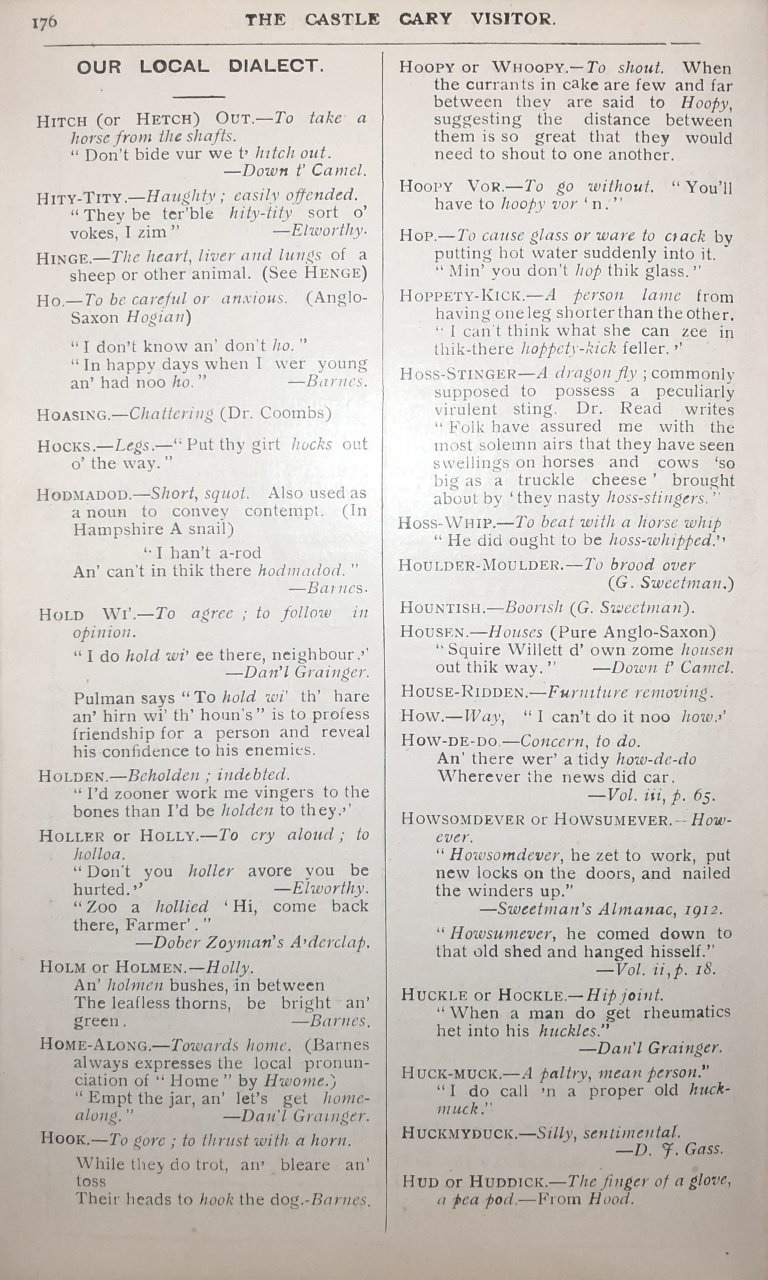 176
THE CASTLE CARY VISITOR.
OUR LOCAL DIALECT.
HITCH (or HETCH) OUT.—To take a
horse from the shafts.
“ Don't bide vur we t’ hitch out.
—Down t’ Camel.
HITY-TITY.—Haughty ; easily offended.
“ They be ter'ble hity-tity sort o’
vokes, I zim ” —Elworthy.
HINGE.—The heart, liver and lungs of a
sheep or other animal. (See HENGE)
HO.—To be careful or anxious. (Anglo-
Saxon Hogian)
“ I don't know an’ don't ho. ”
“ In happy days when I wer young
an’ had noo ho. ” —Barnes.
HOASING.—Chattering (Dr. Coombs)
HOCKS.—Legs.—“ Put thy girt hocks out
o’ the way. ”
HODMADOD.—Short, squot. Also used as
a noun to convey contempt. (In
Hampshire A snail)
“ I han't a-rod
An’ can't in thik there hodmadod. ”
—Barnes.
HOLD WI’.—To agree ; to follow in
opinion.
“ I do hold wi’ ee there, neighbour.’'
—Dan'l Grainger.
Pulman says “ To hold wi’ th’ hare
an’ hirn wi’ th’ houn's ” is to profess
friendship for a person and reveal
his confidence to his enemies.
HOLDEN.—Beholden ; indebted.
“ I'd zooner work me vingers to the
bones than I'd be holden to they.’'
HOLLER or HOLLY.—To cry aloud ; to
holloa.
“ Don't you holler avore you be
hurted. ’’ —Elworthy.
“ Zoo a hollied ‘ Hi, come back
there, Farmer’ . ”
—Dober Zoyman's A'derclap.
HOLM or HOLMEN.—Holly.
An’ holmen bushes, in between
The leafless thorns, be bright an’
green . —Barnes.
HOME-ALONG.—Towards home. (Barnes
always expresses the local pronun-
ciation of “ Home ” by Hwome.)
“ Empt the jar, an’ let's get home-
along. ” —Dan'l Grainger.
HOOK.—To gore ; to thrust with a horn.
While they do trot, an’ bleare an’
toss
Their heads to hook the dog.-Barnes.
HOOPY or WHOOPY.—To shout. When
the currants in cake are few and far
between they are said to Hoopy,
suggesting the distance between
them is so great that they would
need to shout to one another.
HOOPY VOR.—To go without. “ You'll
have to hoopy vor ‘ n . ’’
HOP.—To cause glass or ware to crack by
putting hot water suddenly into it.
“ Min’ you don't hop thik glass. ”
HOPPETY-KICK.—A person lame from
having one leg shorter than the other.
“ I can't think what she can zee in
thik-there hoppety-kick feller. ’'
HOSS-STINGER—A dragon fly ; commonly
supposed to possess a peculiarly
virulent sting. Dr. Read writes
“ Folk have assured me with the
most solemn airs that they have seen
swellings on horses and cows ‘so
big as a truckle cheese ’ brought
about by ‘ they nasty hoss-stingers. ’’
HOSS-WHIP.—To beat with a horse whip
“ He did ought to be hoss-whipped.’'
HOULDER-MOULDER.—To brood over
(G. Sweetman.)
HOUNTISH.—Boorish (G. Sweetman).
HOUSEN.—Houses (Pure Anglo-Saxon)
“ Squire Willett d’ own zome housen
out thik way. ’’ —Down t’ Camel.
HOUSE-RIDDEN.—Furniture removing.
HOW.—Way, “ I can't do it noo how.’'
HOW-DE-DO.—Concern, to do.
An’ there wer’ a tidy how-de-do
Wherever the news did car.
—Vol. iii, p. 65.
HOWSOMDEVER or HOWSUMEVER.—How-
ever.
“ Howsomdever, he zet to work, put
new locks on the doors, and nailed
the winders up.”
—Sweetman's Almanac, 1912.
“ Howsumever, he comed down to
that old shed and hanged hisself.”
—Vol. ii, p. 18.
HUCKLE or HOCKLE.—Hip joint.
“ When a man do get rheumatics
het into his huckles.”
—Dan'l Grainger.
HUCK-MUCK.—A paltry, mean person.”
“ I do call 'n a proper old huck-
muck.”
HUCKMYDUCK.—Silly, sentimental.
—D. J. Gass.
HUD or HUDDICK.—The finger of a glove,
a pea pod.—From Hood.